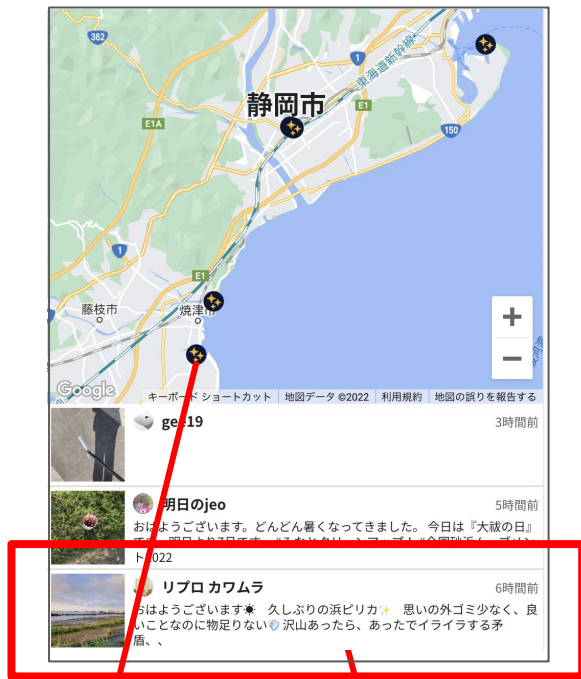 362
1
東海道新幹線
静岡市
E1A
E1
150
1
E1
藤枝市
焼津市
+
−
Google
キーボード ショートカット 地図データ ©2022 利用規約 地図の誤りを報告する
3時間前
明日のjeo 5時間前
おはようございます。どんどん暑くなってきました。 今日は『大祓の日』
ト2022
リプロ カワムラ 6時間前
おはようございます☀ 久しぶりの浜ピリカ✨ 思いの外ゴミ少なく、良
いことなのに物足りない 沢山あったら、あったでイライラする矛
盾、、